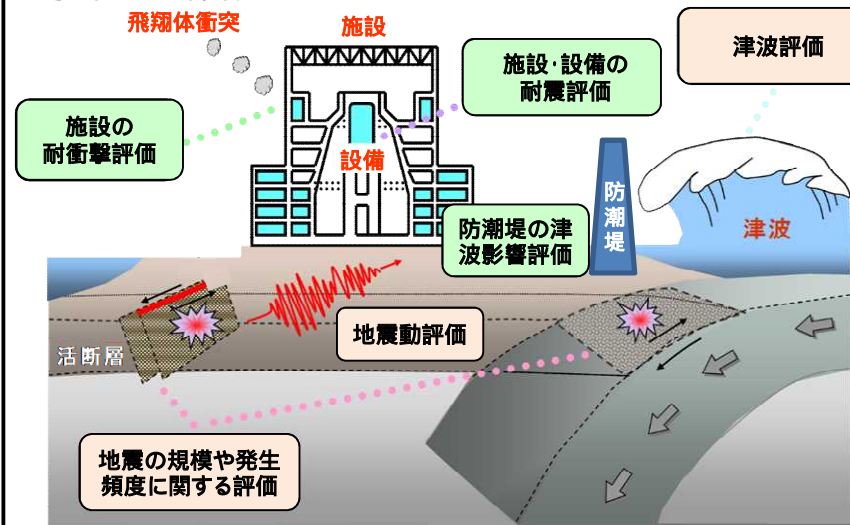 飛翔体衝突
施設
施設・設備の
耐震評価
津波評価
施設の
耐衝撃評価
設備
防潮堤
津波
防潮堤の津
波影響評価
地震動評価
活断層
地震の規模や発生
頻度に関する評価